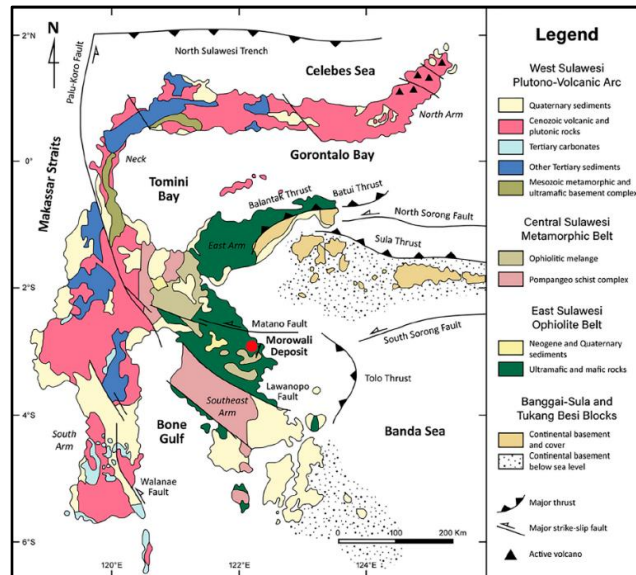 N
2°N
0°
2°S
4°S
6°S
120°E
122°E
124°E
North Sulawesi Trench
Palu-Koro Fault
Celebes Sea
North Arm
Makassar Straits
Neck
Gorontalo Bay
Tomini
Bay
Balantak Thrust
Batui Thrust
North Sorong Fault
East Arm
Sula Thrust
Matano Fault
South Sorong Fault
Morowali
Deposit
Tolo Thrust
Lawanopo
Fault
Southeast Arm
South
Arm
Bone
Gulf
Banda Sea
Walanae
Fault
0
100
200 Km
Legend
West Sulawesi
Plutono-Volcanic Arc
Quaternary sediments
Cenozoic volcanic and
plutonic rocks
Tertiary carbonates
Other Tertiary sediments
Mesozoic metamorphic and
ultramafic basement complex
Central Sulawesi
Metamorphic Belt
Ophiolitic melange
Pompangeo schist complex
East Sulawesi
Ophiolite Belt
Neogene and Quaternary
sediments
Ultramafic and mafic rocks
Banggai-Sula and
Tukang Besi Blocks
Continental basement
and cover
Continental basement
below sea level
Major thrust
Major strike-slip fault
Active volcano